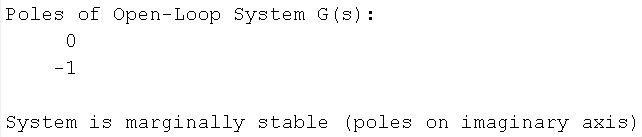 Poles of Open-Loop System G(s):
0
-1
System is marginally stable (poles on imaginary axis)